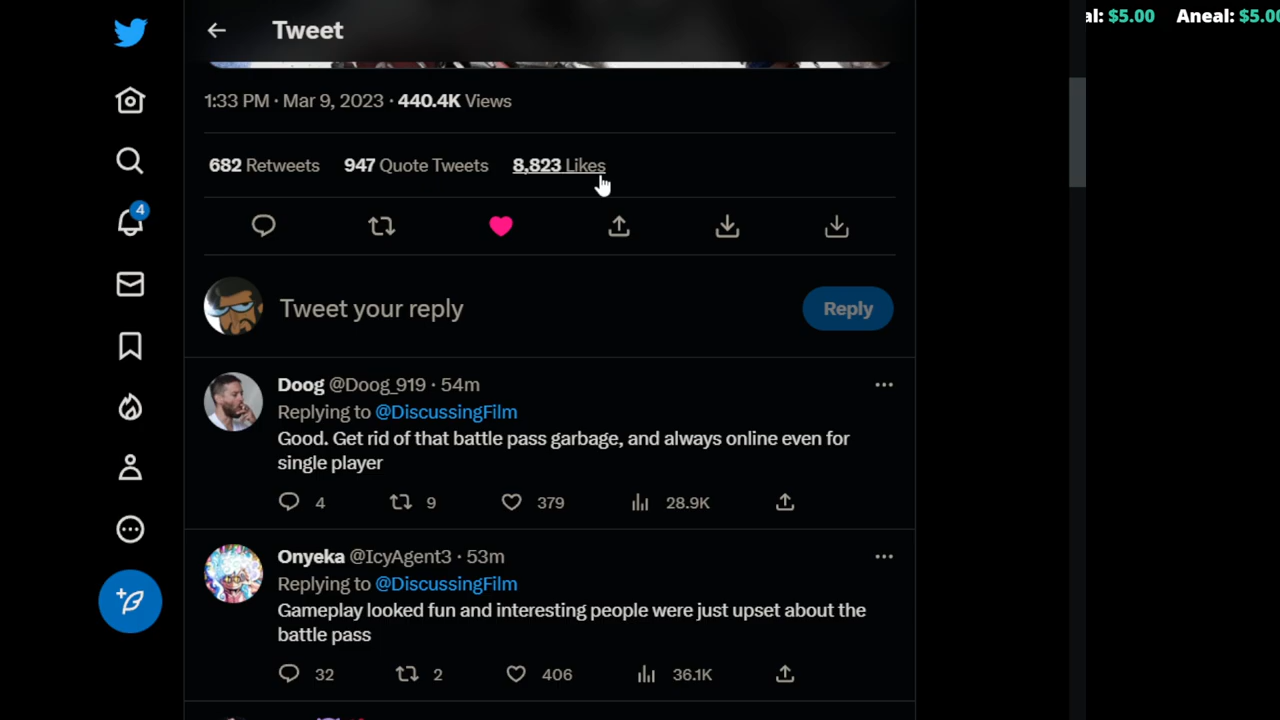 Tweet
al: $5.00 Aneal: $5.00
1:33 PM · Mar 9, 2023 · 440.4K Views
682 Retweets 947 Quote Tweets 8,823 Likes
4
Tweet your reply
Reply
Doog @Doog_919 · 54m
Replying to @DiscussingFilm
Good. Get rid of that battle pass garbage, and always online even for
single player
4 9 379 28.9K
Onyeka @IcyAgent3 · 53m
Replying to @DiscussingFilm
Gameplay looked fun and interesting people were just upset about the
battle pass
32 2 406 36.1K